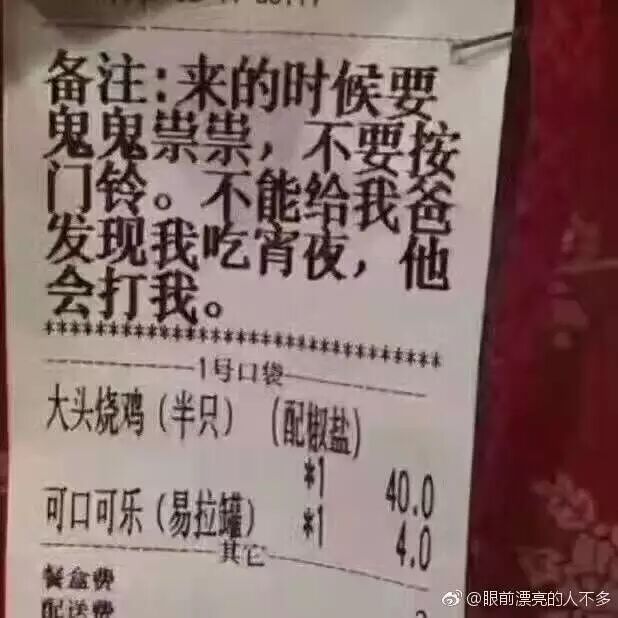 备注:来的时候要
鬼鬼祟祟，不要按
门铃。不能给我爸
发现我吃宵夜，他
会打我。
********************************
1号口袋
大头烧鸡（半只）（配椒盐）
*1 40.0
可口可乐（易拉罐） *1 4.0
其它
餐盒费
配送费
@眼前漂亮的人不多